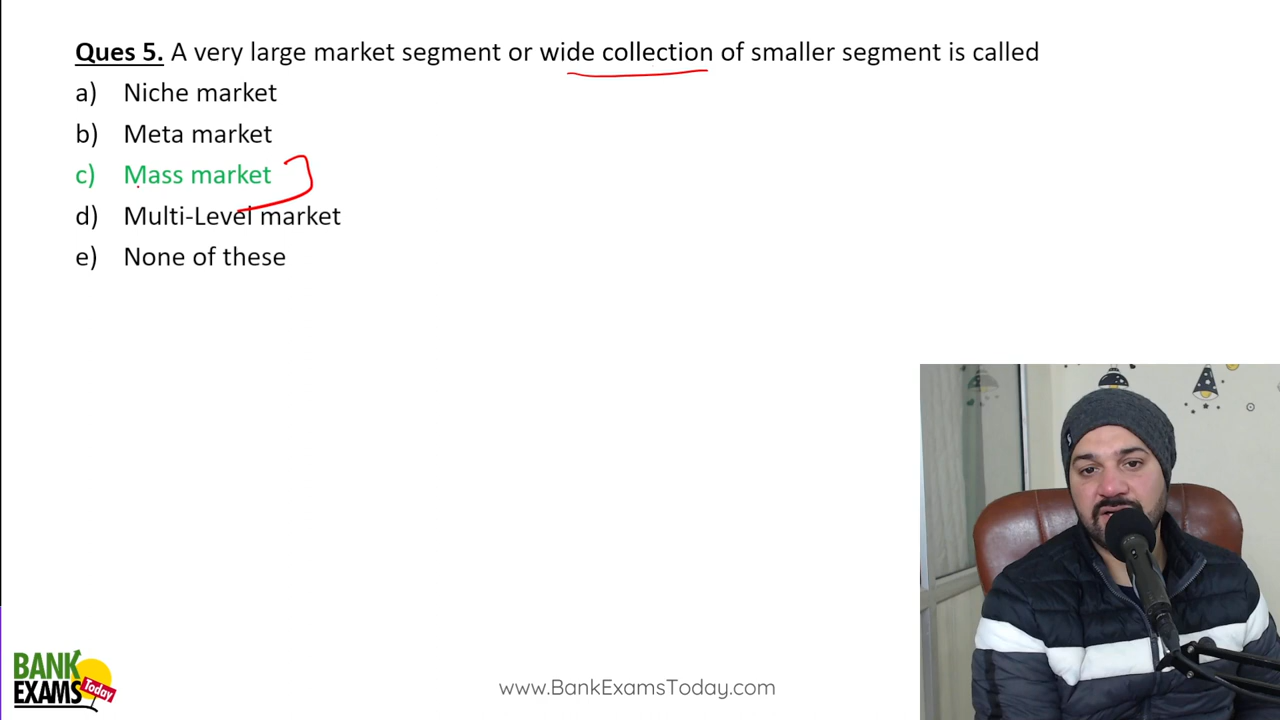 Ques 5. A very large market segment or wide collection of smaller segment is called
a) Niche market
b) Meta market
c) Mass market
d) Multi-Level market
e) None of these
BANK
EXAMS
Today
www.BankExamsToday.com